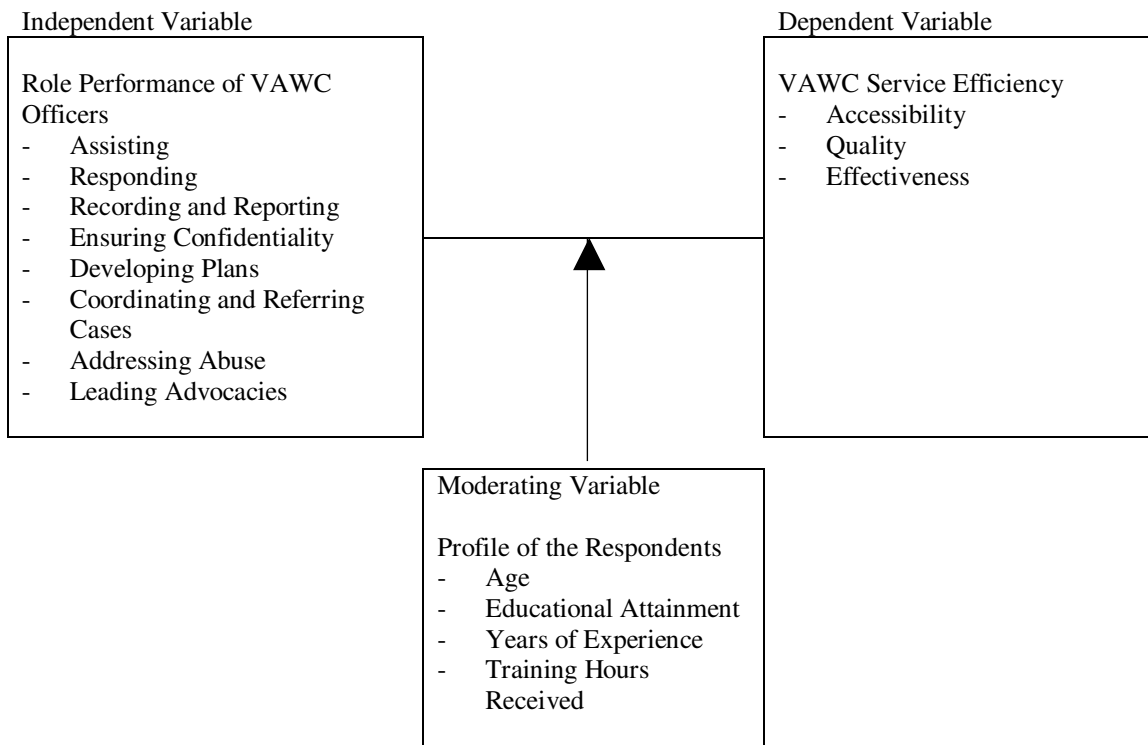 Independent Variable
Role Performance of VAWC
Officers
- Assisting
- Responding
- Recording and Reporting
- Ensuring Confidentiality
- Developing Plans
- Coordinating and Referring
Cases
- Addressing Abuse
- Leading Advocacies
Dependent Variable
VAWC Service Efficiency
- Accessibility
- Quality
- Effectiveness
Moderating Variable
Profile of the Respondents
- Age
- Educational Attainment
- Years of Experience
- Training Hours
Received